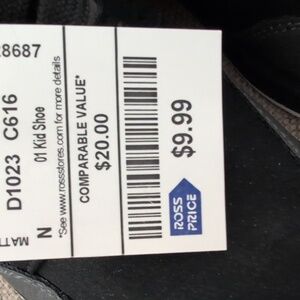 28687
D1023 C616
01 Kid Shoe
N
*See www.rossstores.com for more details
COMPARABLE VALUE*
$20.00
$9.99
ROSS
PRICE